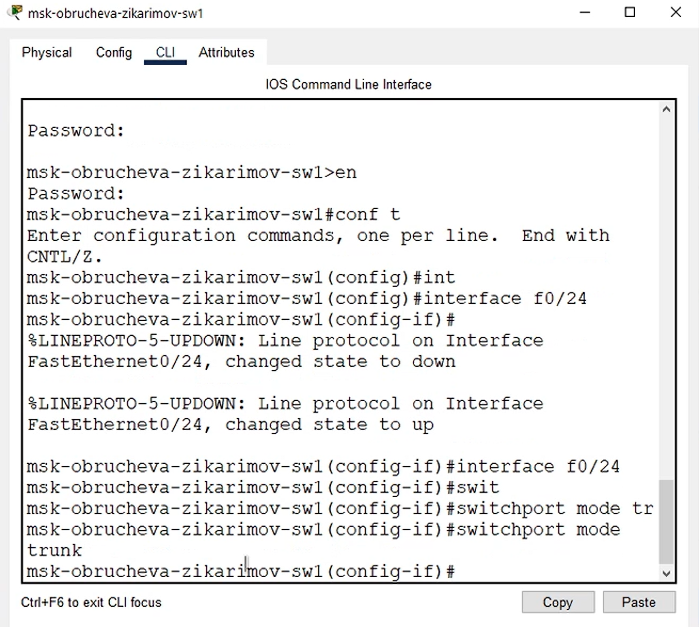 msk-obrucheva-zikarimov-sw1
Physical Config CLI Attributes
IOS Command Line Interface
Password:
msk-obrucheva-zikarimov-sw1>en
Password:
msk-obrucheva-zikarimov-sw1#conf t
Enter configuration commands, one per line.  End with
CNTL/Z.
msk-obrucheva-zikarimov-sw1(config)#int
msk-obrucheva-zikarimov-sw1(config)#interface f0/24
msk-obrucheva-zikarimov-sw1(config-if)#
%LINEPROTO-5-UPDOWN: Line protocol on Interface
FastEthernet0/24, changed state to down
%LINEPROTO-5-UPDOWN: Line protocol on Interface
FastEthernet0/24, changed state to up
msk-obrucheva-zikarimov-sw1(config-if)#interface f0/24
msk-obrucheva-zikarimov-sw1(config-if)#swit
msk-obrucheva-zikarimov-sw1(config-if)#switchport mode tr
msk-obrucheva-zikarimov-sw1(config-if)#switchport mode
trunk
msk-obrucheva-zikarimov-sw1(config-if)#
Ctrl+F6 to exit CLI focus
Copy Paste